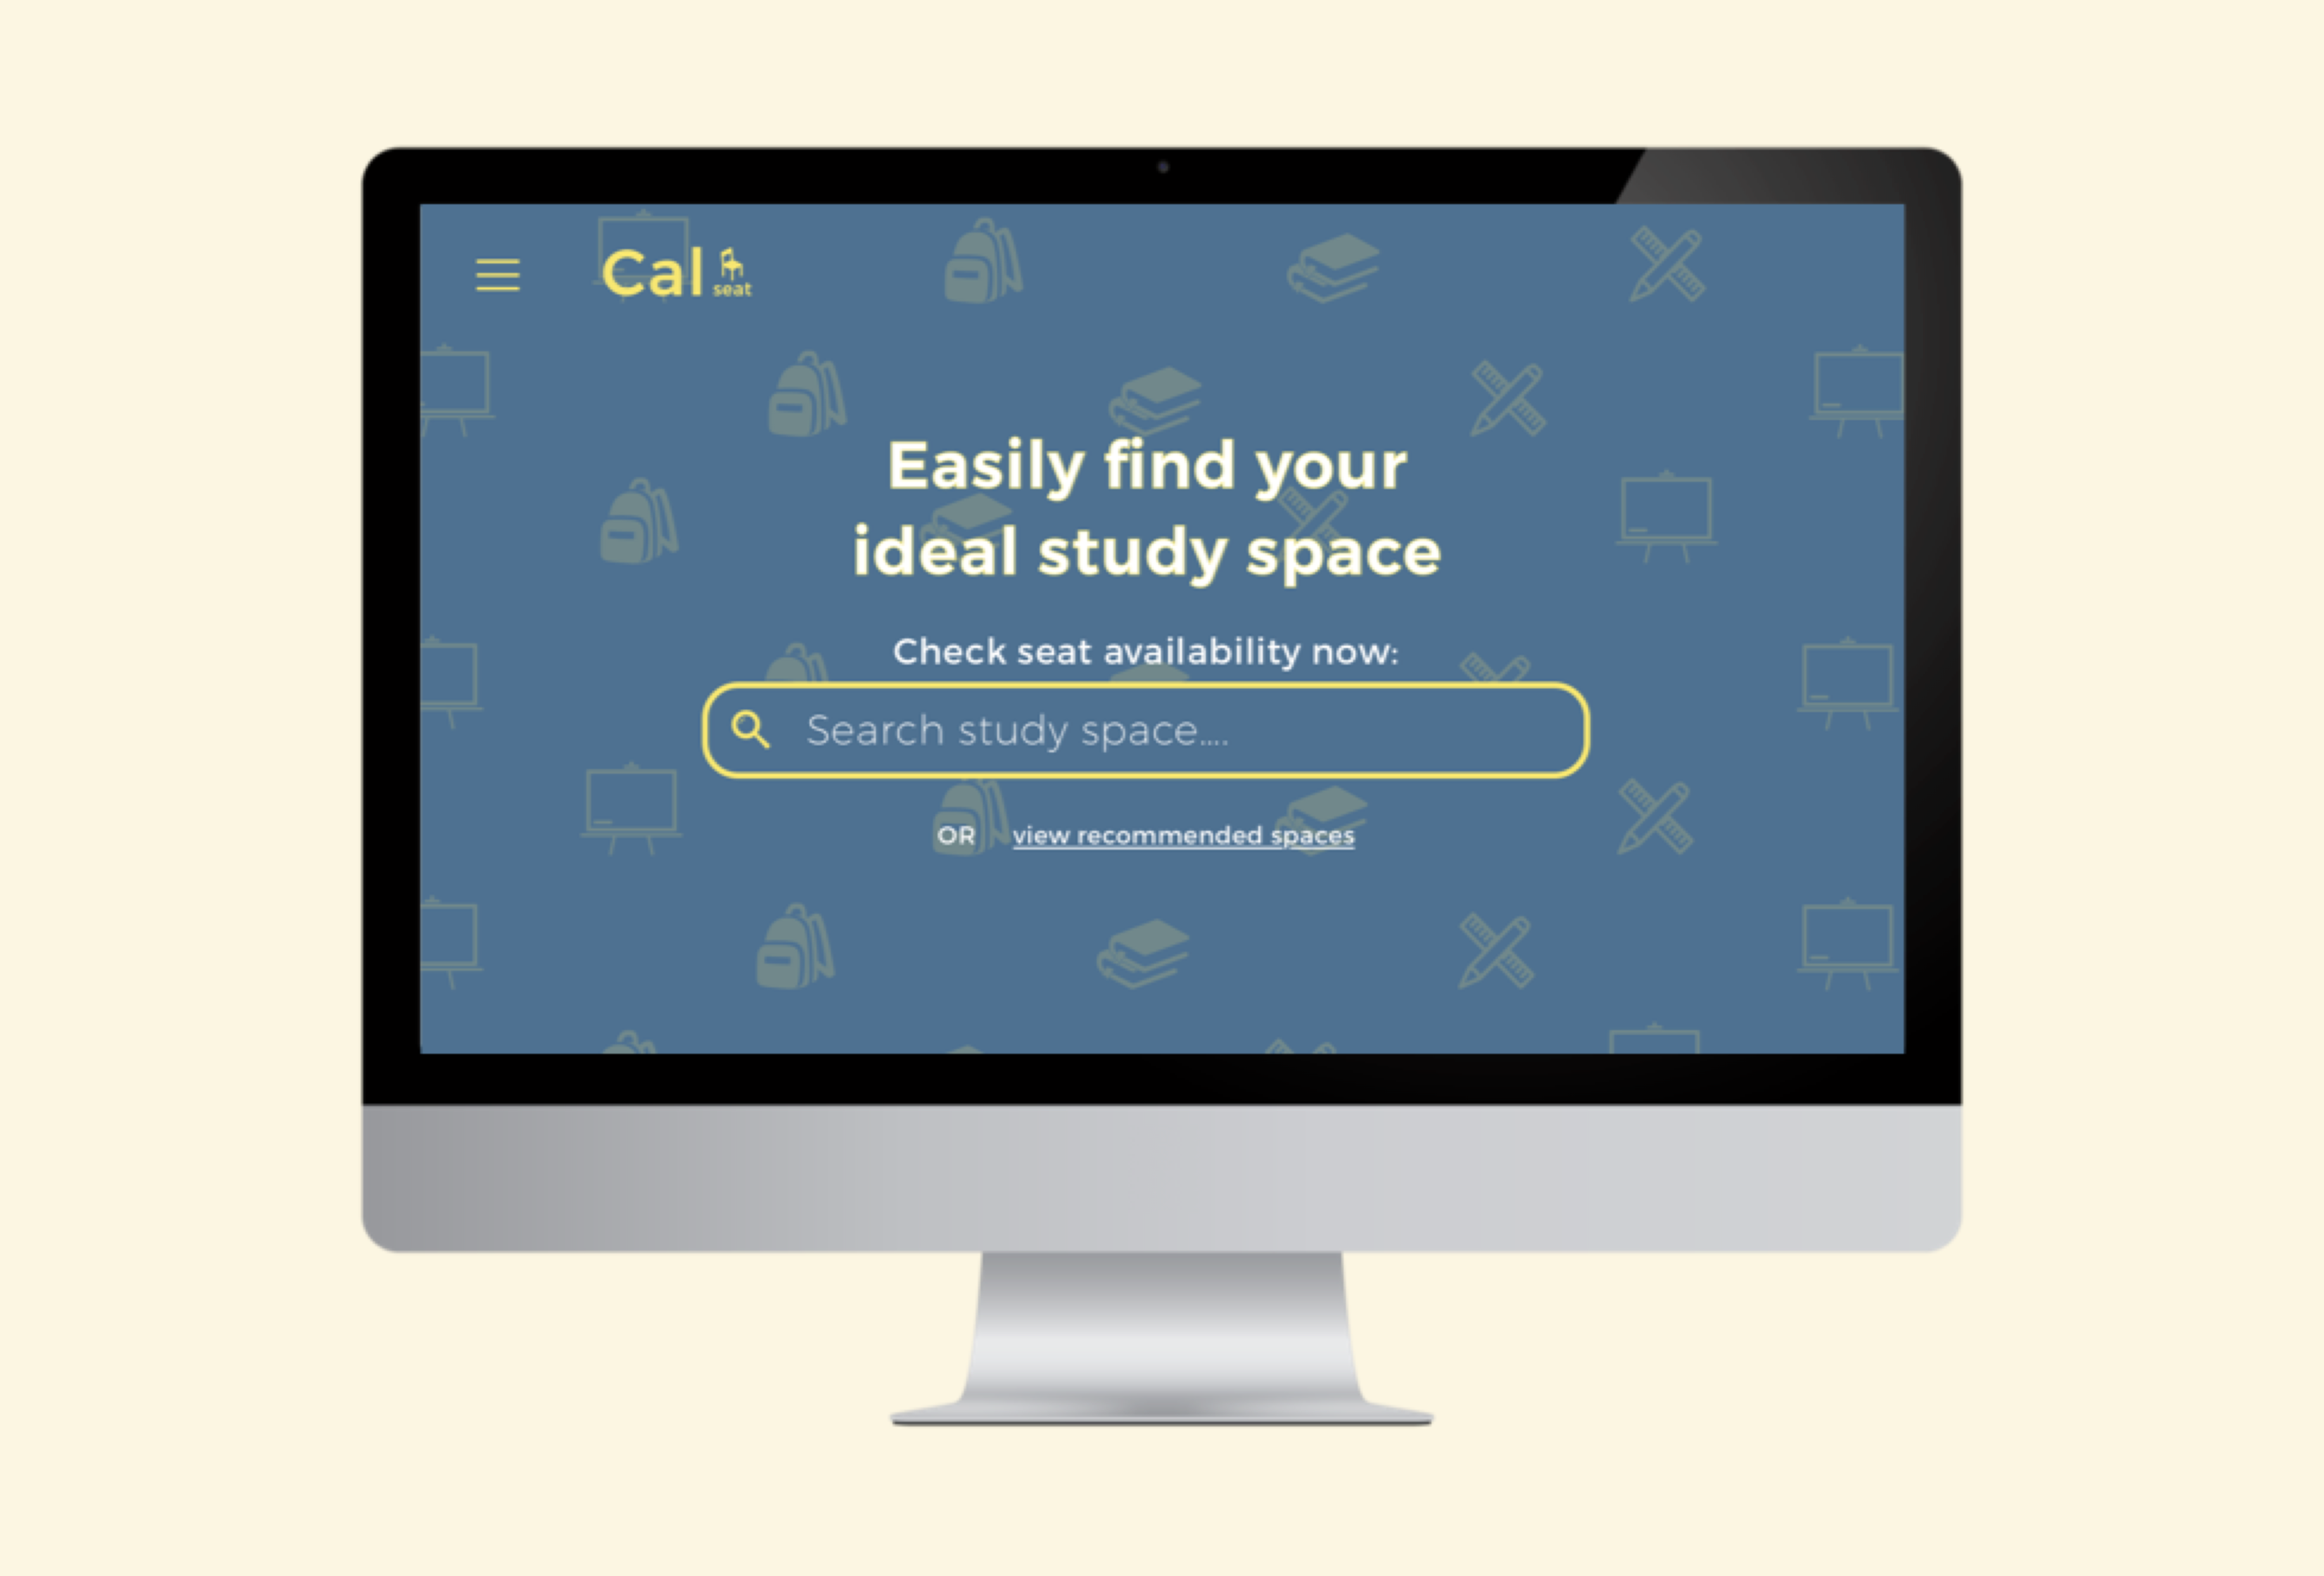 Cal seat
Easily find your
ideal study space
Check seat availability now:
Search study space....
OR view recommended spaces